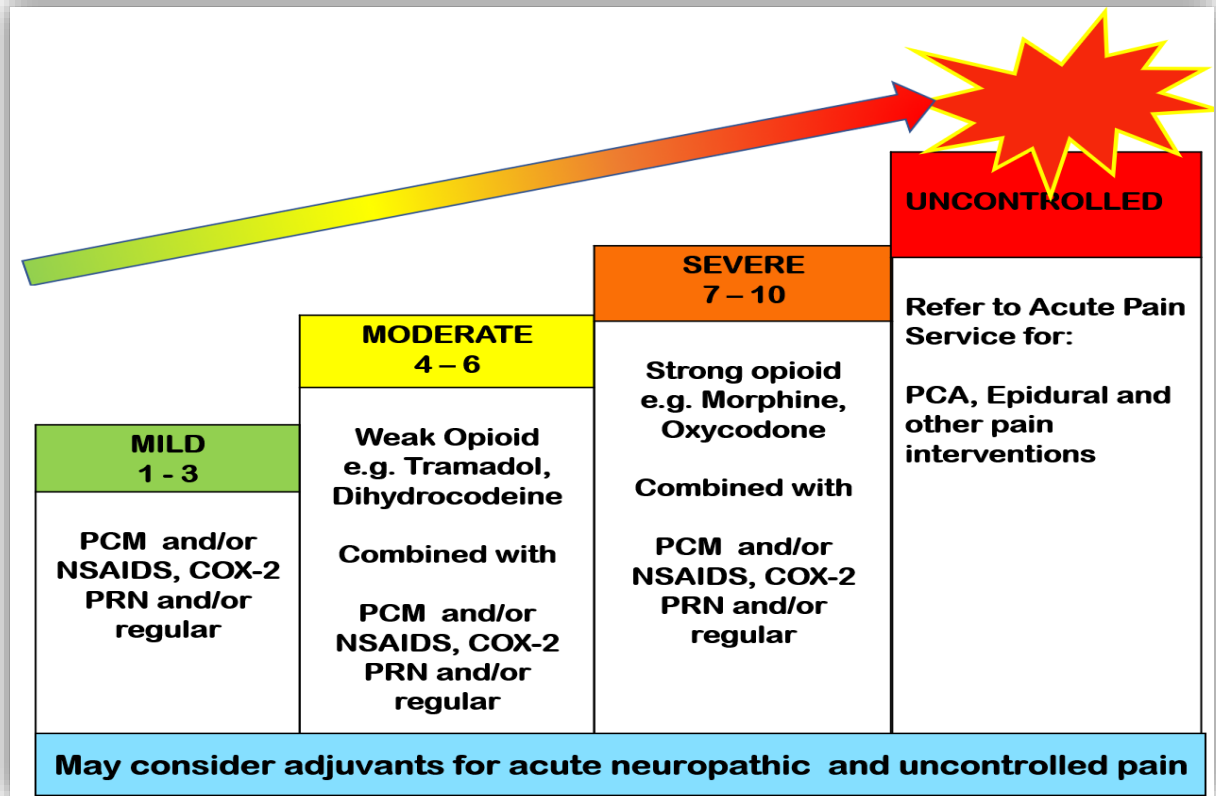 MILD
1 - 3
PCM and/or
NSAIDS, COX-2
PRN and/or
regular
MODERATE
4 – 6
Weak Opioid
e.g. Tramadol,
Dihydrocodeine
Combined with
PCM and/or
NSAIDS, COX-2
PRN and/or
regular
SEVERE
7 – 10
Strong opioid
e.g. Morphine,
Oxycodone
Combined with
PCM and/or
NSAIDS, COX-2
PRN and/or
regular
UNCONTROLLED
Refer to Acute Pain
Service for:
PCA, Epidural and
other pain
interventions
May consider adjuvants for acute neuropathic and uncontrolled pain